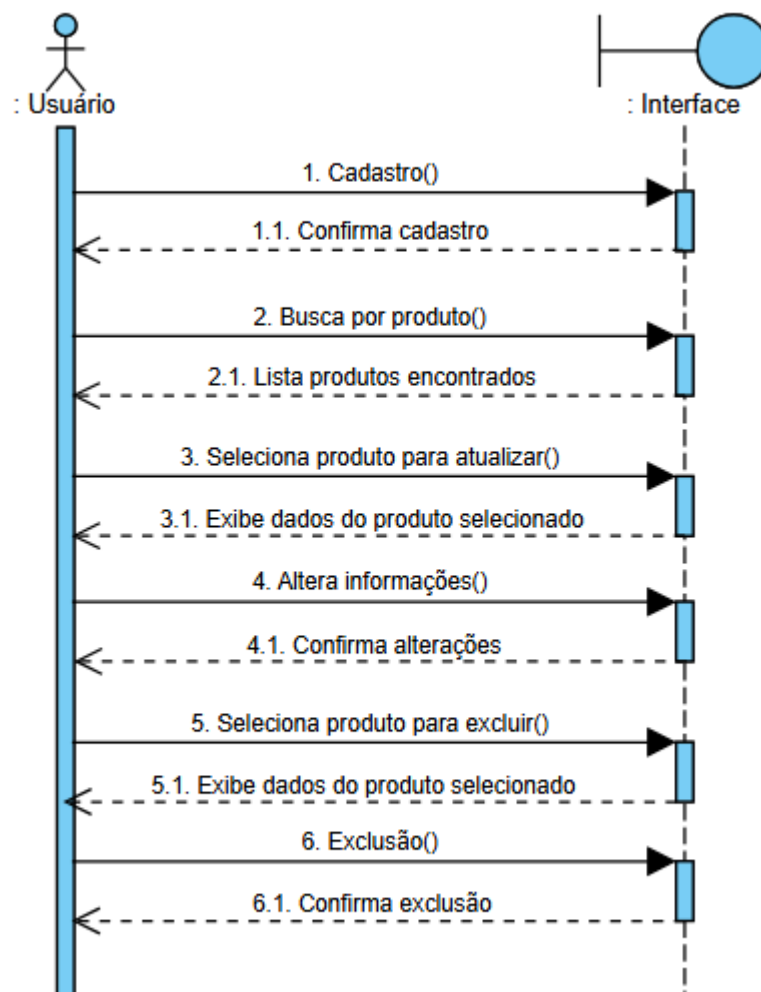 : Usuário
: Interface
1. Cadastro()
1.1. Confirma cadastro
2. Busca por produto()
2.1. Lista produtos encontrados
3. Seleciona produto para atualizar()
3.1. Exibe dados do produto selecionado
4. Altera informações()
4.1. Confirma alterações
5. Seleciona produto para excluir()
5.1. Exibe dados do produto selecionado
6. Exclusão()
6.1. Confirma exclusão